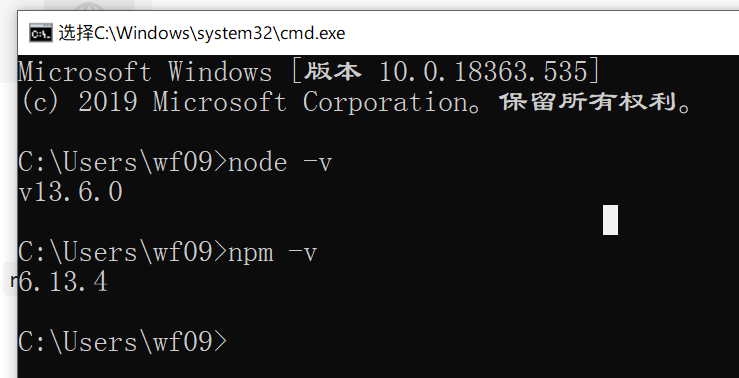 选择C:\Windows\system32\cmd.exe
Microsoft Windows [版本 10.0.18363.535]
(c) 2019 Microsoft Corporation。保留所有权利。
C:\Users\wf09>node -v
v13.6.0
C:\Users\wf09>npm -v
6.13.4
C:\Users\wf09>